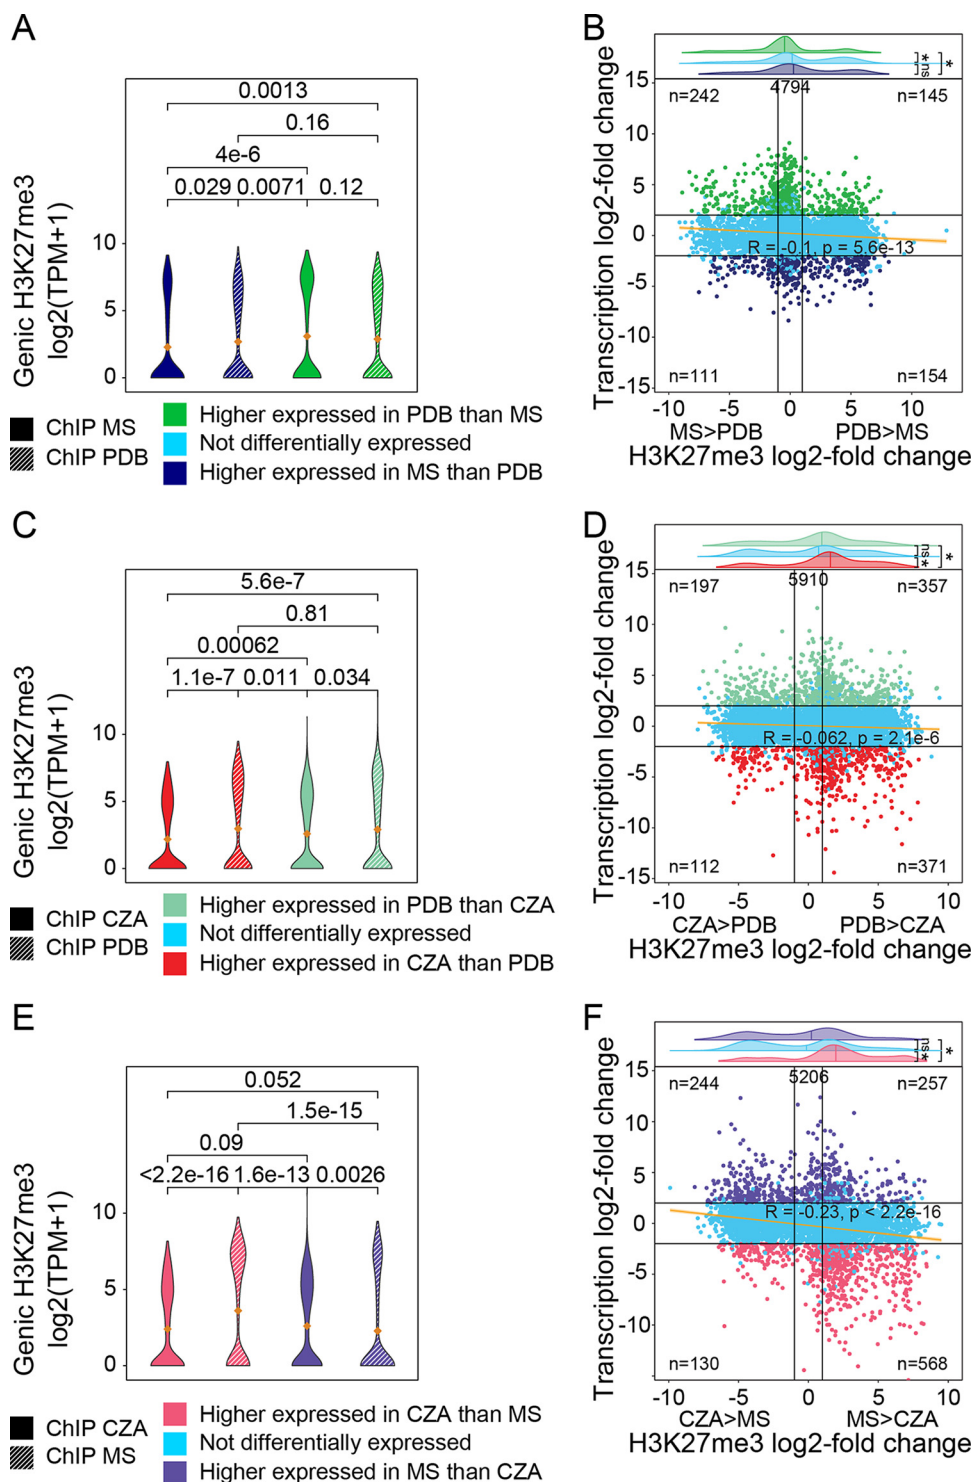 A
Genic H3K27me3
log2(TPM+1)
0.0013
0.16
4e-6
0.029 0.0071 0.12
10
5
0
ChIP MS
ChIP PDB
Higher expressed in PDB than MS
Not differentially expressed
Higher expressed in MS than PDB
B
Transcription log2-fold change
*
ns
*
15
10
5
0
-5
-10
-15
n=242
4794
n=145
R = -0.1, p = 5.6e-13
n=111
n=154
-10 -5 0 5 10
MS>PDB PDB>MS
H3K27me3 log2-fold change
C
Genic H3K27me3
log2(TPM+1)
5.6e-7
0.81
0.00062
1.1e-7 0.011 0.034
10
5
0
ChIP CZA
ChIP PDB
Higher expressed in PDB than CZA
Not differentially expressed
Higher expressed in CZA than PDB
D
Transcription log2-fold change
ns
*
*
15
10
5
0
-5
-10
-15
n=197
5910
n=357
R = -0.062, p = 2.1e-6
n=112
n=371
-10 -5 0 5 10
CZA>PDB PDB>CZA
H3K27me3 log2-fold change
E
Genic H3K27me3
log2(TPM+1)
0.052
1.5e-15
0.09
<2.2e-16 1.6e-13 0.0026
10
5
0
ChIP CZA
ChIP MS
Higher expressed in CZA than MS
Not differentially expressed
Higher expressed in MS than CZA
F
Transcription log2-fold change
ns
*
*
15
10
5
0
-5
-10
n=244
5206
n=257
R = -0.23, p < 2.2e-16
n=130
n=568
-10 -5 0 5 10
CZA>MS MS>CZA
H3K27me3 log2-fold change